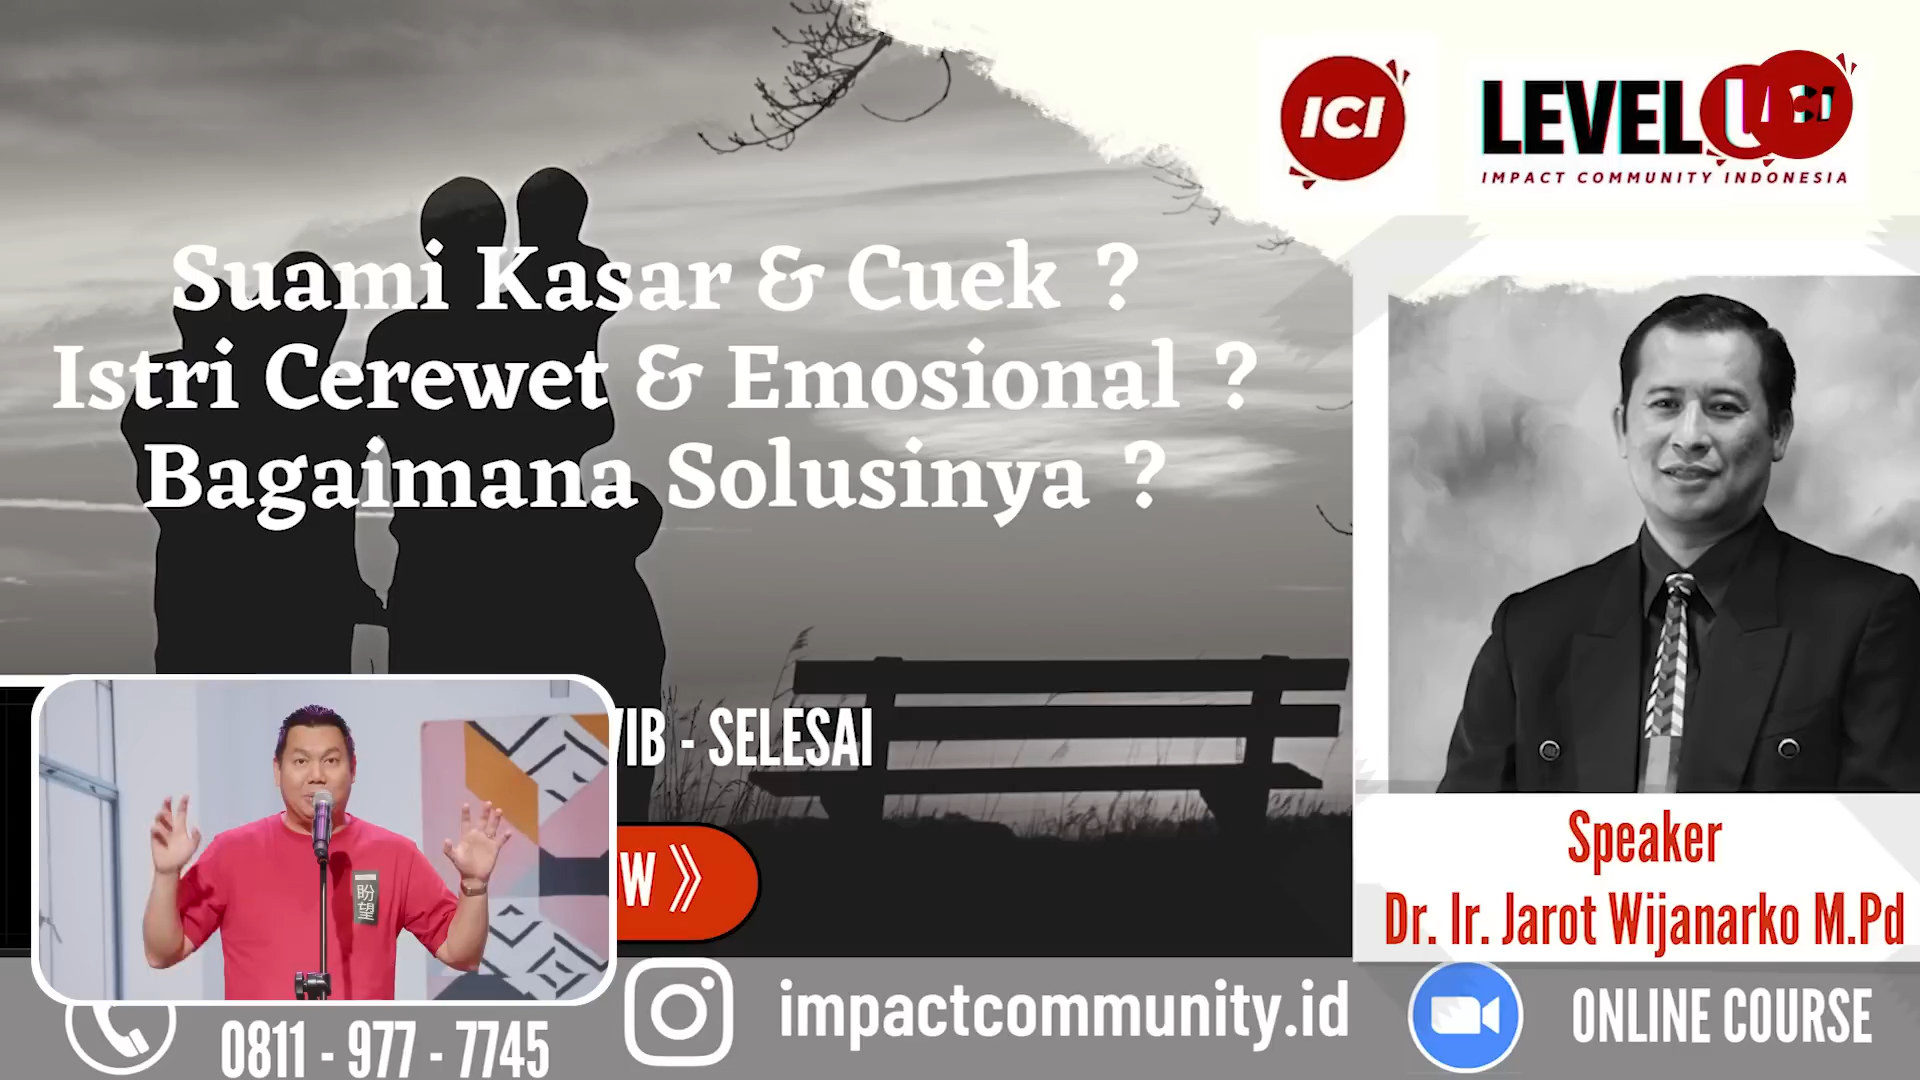 ICI
LEVEL
IMPACT COMMUNITY INDONESIA
Suami Kasar & Cuek ?
Istri Cerewet & Emosional ?
Bagaimana Solusinya ?
- SELESAI
盼望
Speaker
Dr. Ir. Jarot Wijanarko M.Pd
0811 - 977 - 7745
impactcommunity.id
ONLINE COURSE